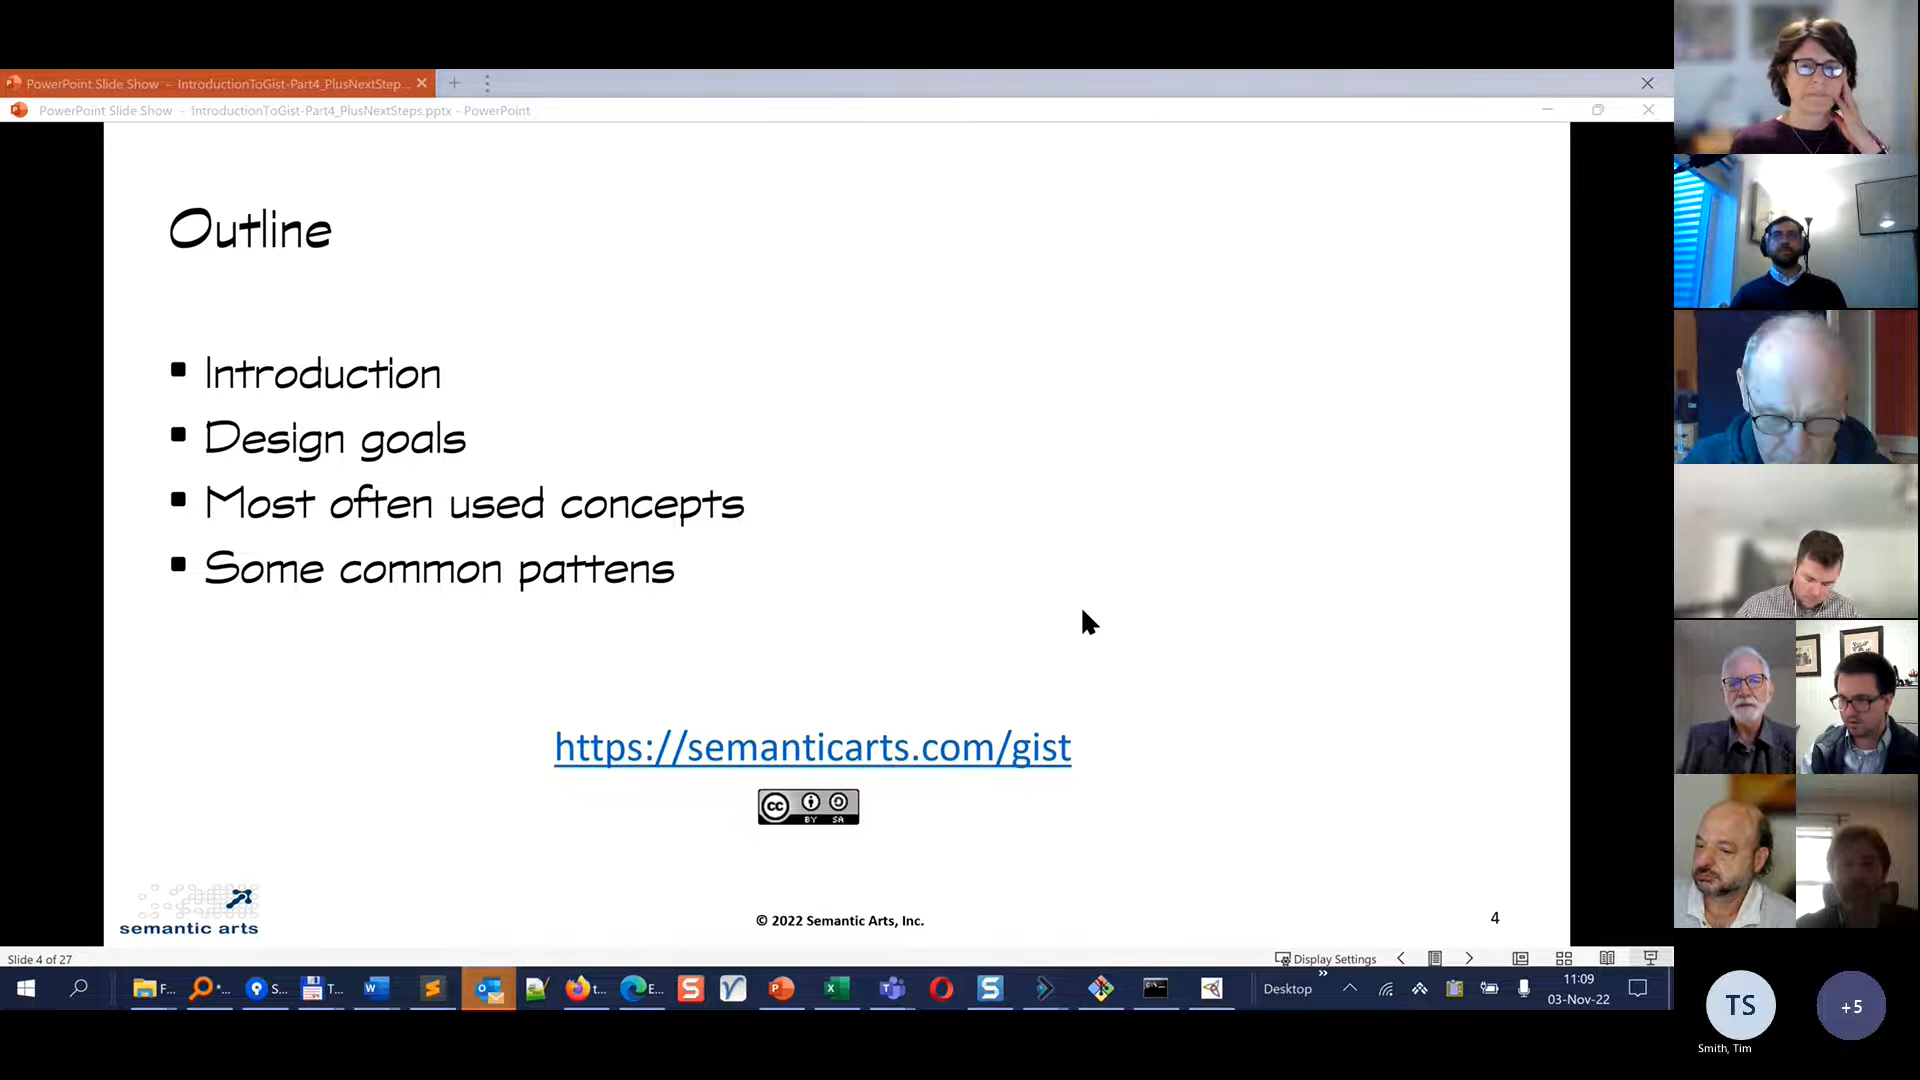 PowerPoint Slide Show - IntroductionToGist-Part4_PlusNextStep...
PowerPoint Slide Show - IntroductionToGist-Part4_PlusNextSteps.pptx - PowerPoint
Outline
Introduction
Design goals
Most often used concepts
Some common pattens
https://semanticarts.com/gist
cc BY SA
semantic arts
© 2022 Semantic Arts, Inc.
4
Slide 4 of 27
Display Settings
F...
*...
S...
T...
t...
E...
Desktop
11:09
03-Nov-22
TS
+5
Smith, Tim